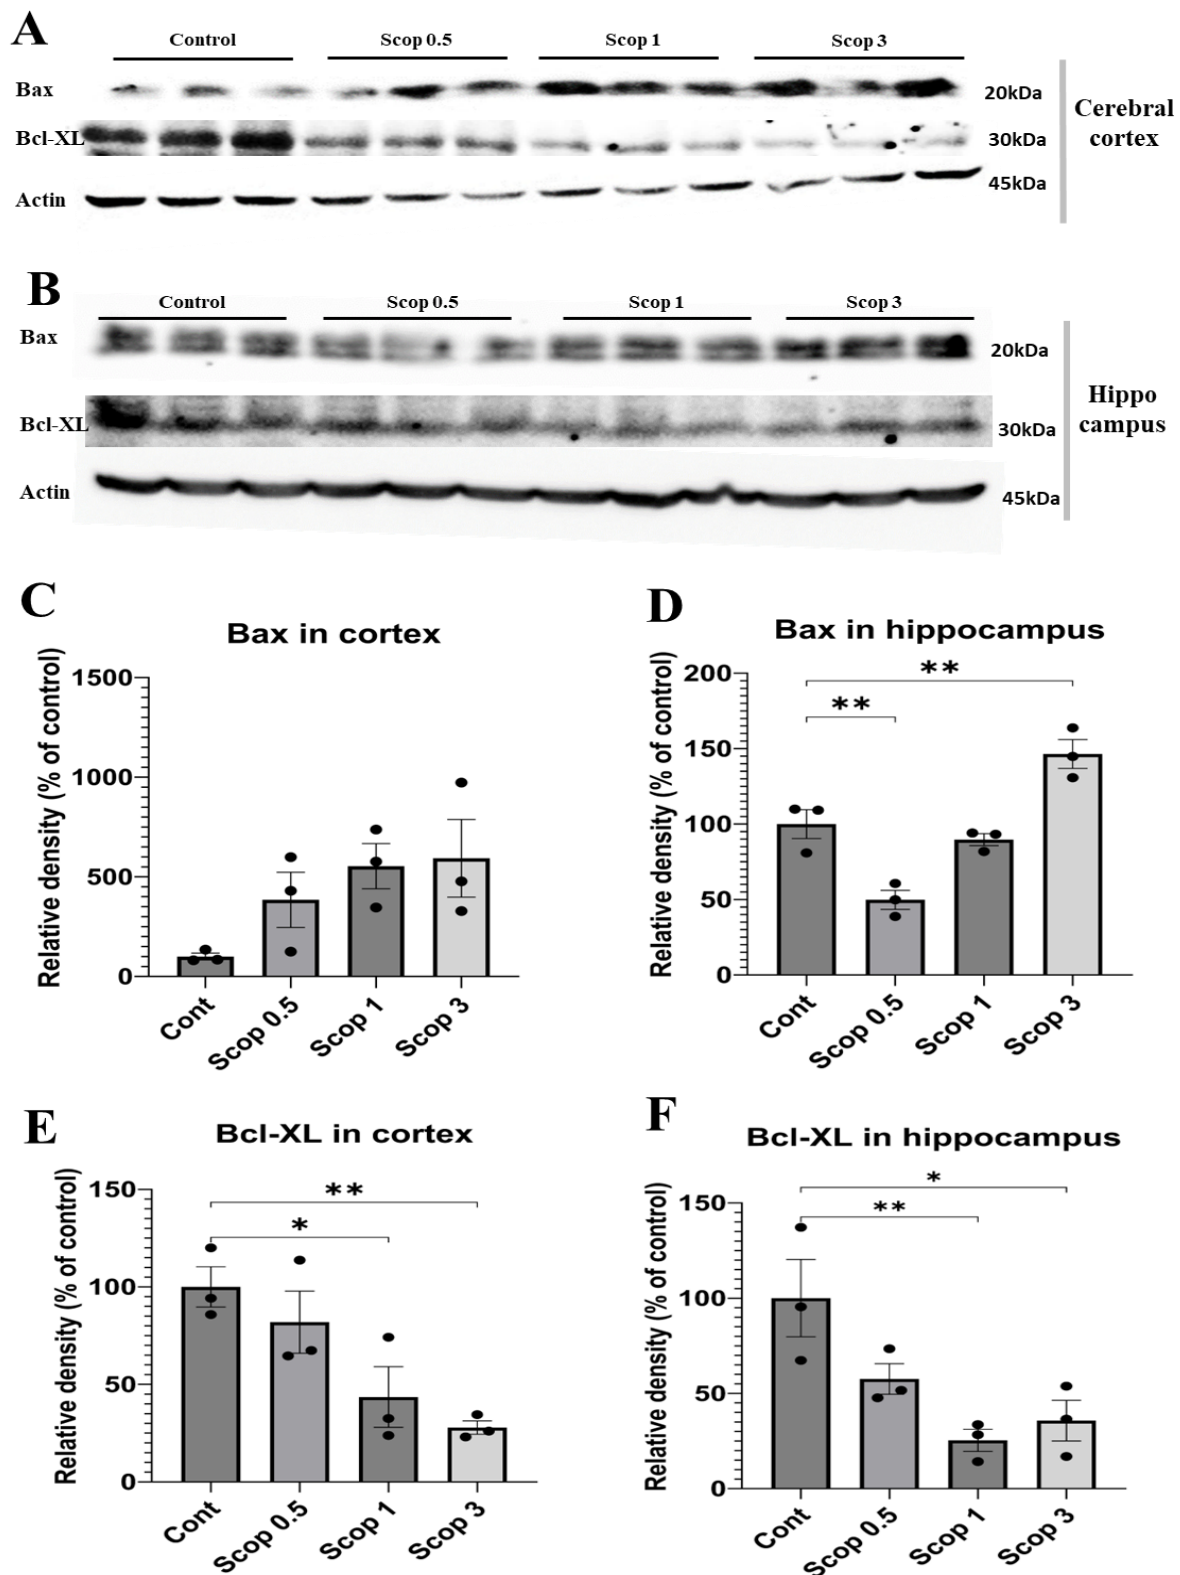 A
Control Scop 0.5 Scop 1 Scop 3
Bax 20kDa
Bcl-XL 30kDa
Actin 45kDa
Cerebral
cortex
B
Control Scop 0.5 Scop 1 Scop 3
Bax 20kDa
Bcl-XL 30kDa
Actin 45kDa
Hippo
campus
C
Bax in cortex
Relative density (% of control)
1500
1000
500
0
Cont Scop 0.5 Scop 1 Scop 3
D
Bax in hippocampus
Relative density (% of control)
200
150
100
50
0
**
**
Cont Scop 0.5 Scop 1 Scop 3
E
Bcl-XL in cortex
Relative density (% of control)
150
100
50
0
**
*
Cont Scop 0.5 Scop 1 Scop 3
F
Bcl-XL in hippocampus
Relative density (% of control)
150
100
50
0
*
**
Cont Scop 0.5 Scop 1 Scop 3